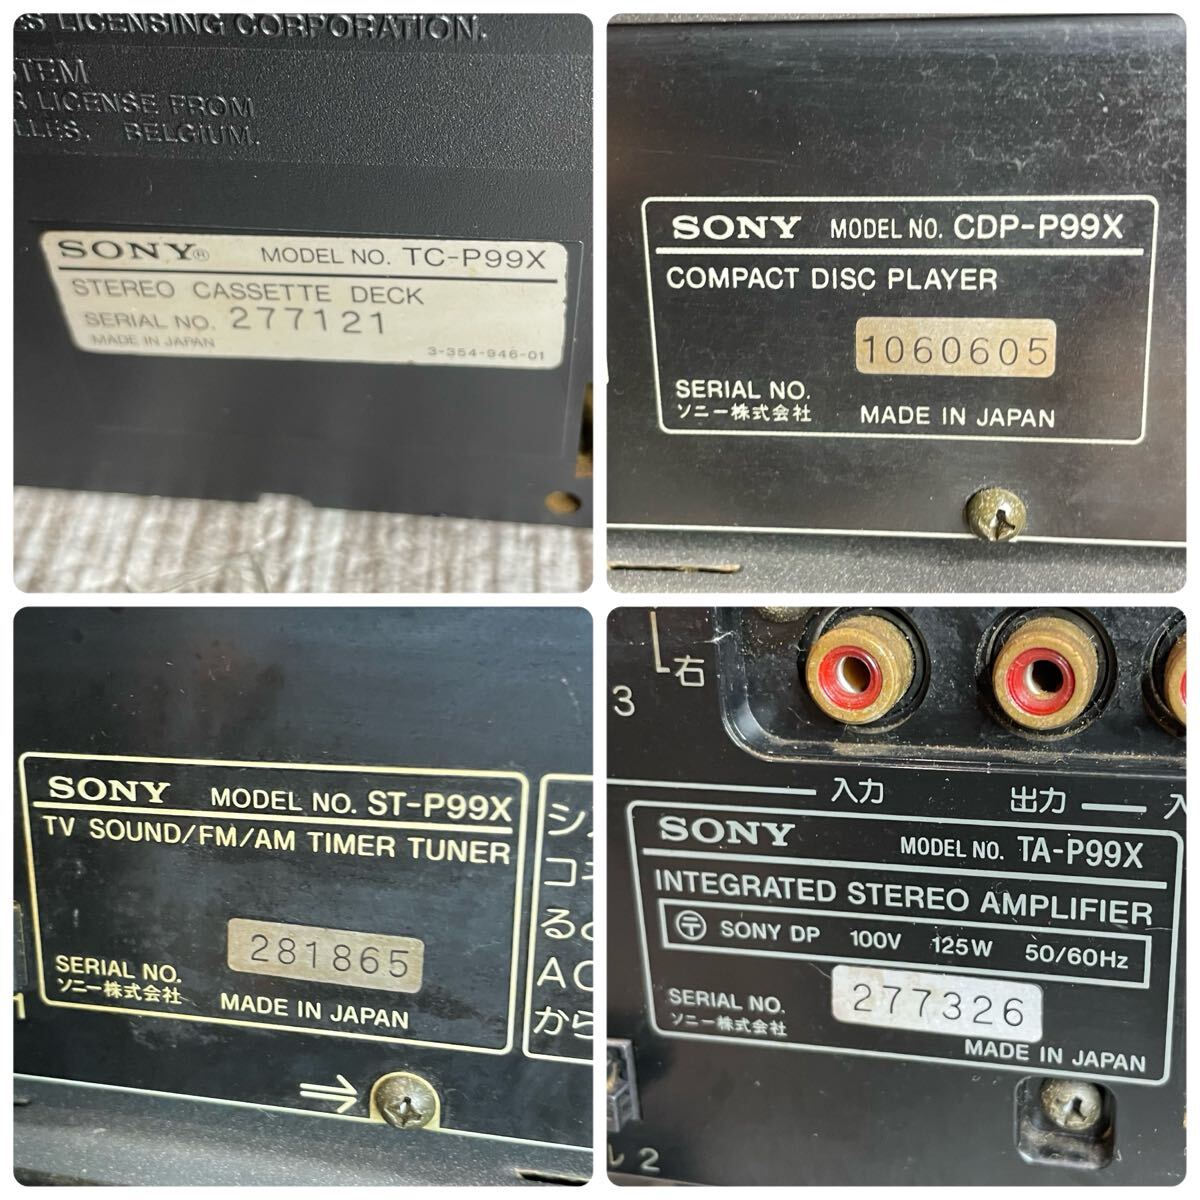 LICENSING CORPORATION.
LICENSE FROM
BELGIUM.
SONY® MODEL NO. TC-P99X
STEREO CASSETTE DECK
SERIAL NO. 277121
MADE IN JAPAN 3-354-946-01
SONY MODEL NO. CDP-P99X
COMPACT DISC PLAYER
1060605
SERIAL NO.
ソニー株式会社 MADE IN JAPAN
SONY MODEL NO. ST-P99X
TV SOUND/FM/AM TIMER TUNER
281865
SERIAL NO.
ソニー株式会社 MADE IN JAPAN
から
1
右
3
入力 出力
SONY MODEL NO. TA-P99X
INTEGRATED STEREO AMPLIFIER
〒 SONY DP 100V 125W 50/60Hz
SERIAL NO. 277326
ソニー株式会社
MADE IN JAPAN
2